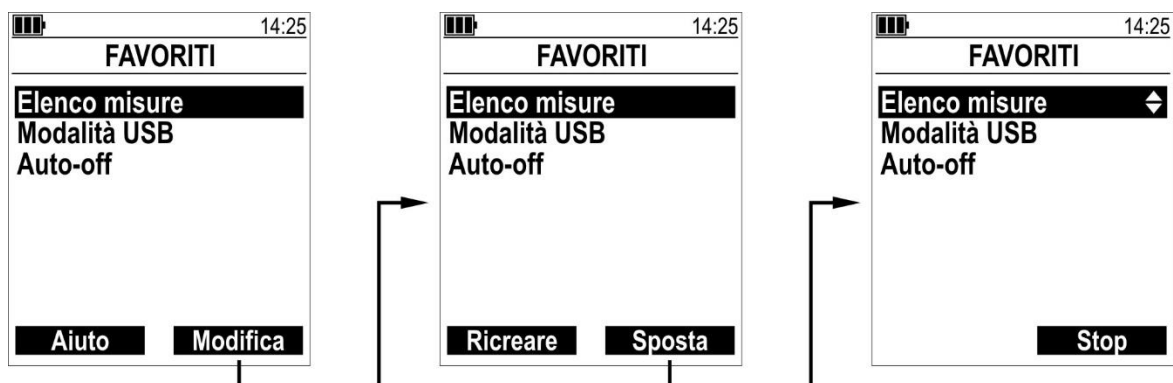 14:25
FAVORITI
Elenco misure
Modalità USB
Auto-off
Aiuto Modifica
14:25
FAVORITI
Elenco misure
Modalità USB
Auto-off
Ricreare Sposta
14:25
FAVORITI
Elenco misure
Modalità USB
Auto-off
Stop